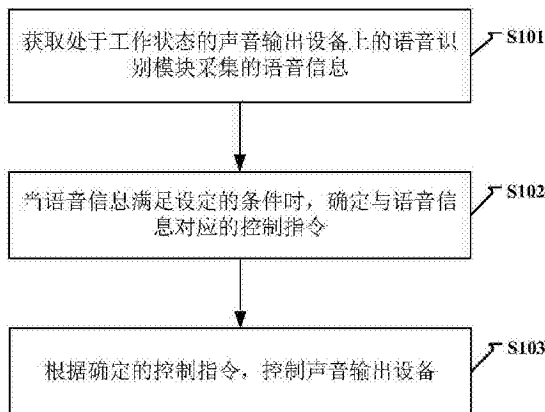 获取处于工作状态的声音输出设备上的语音识
别模块采集的语音信息
S101
当语音信息满足设定的条件时，确定与语音信
息对应的控制指令
S102
根据确定的控制指令，控制声音输出设备
S103